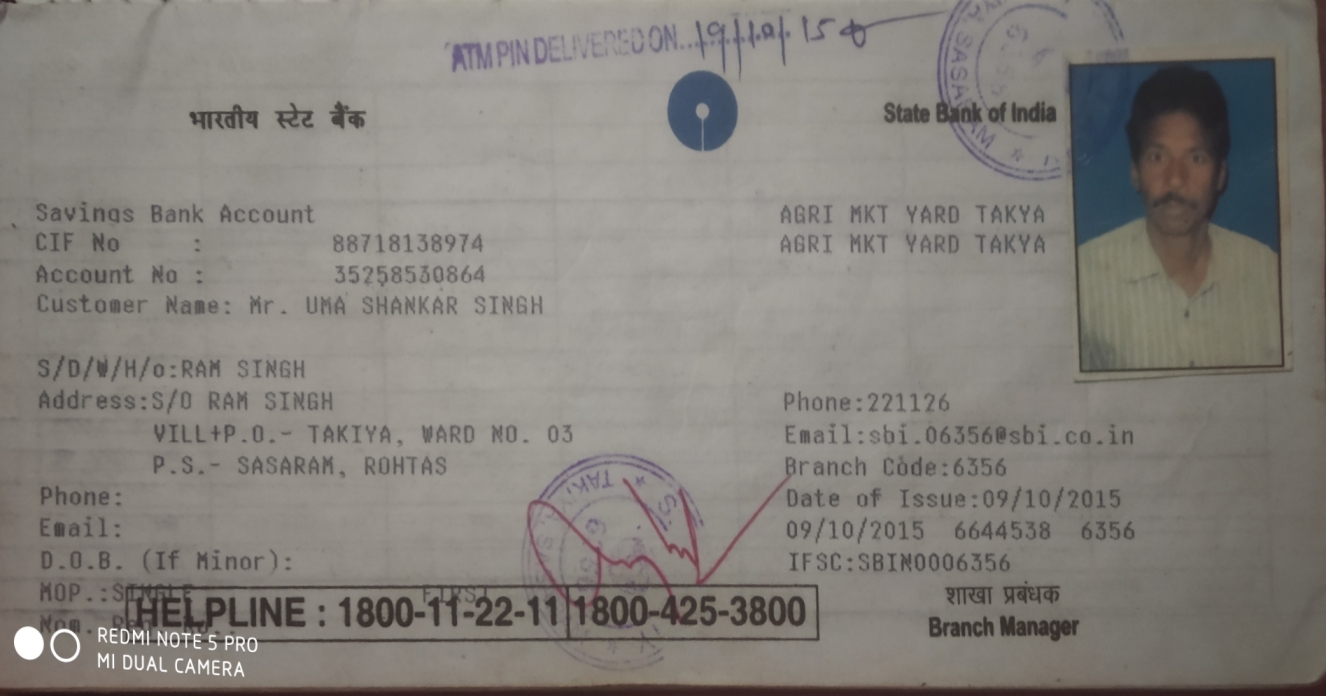 ATM PIN DELIVERED ON...19/10/15
भारतीय स्टेट बैंक
State Bank of India
Savings Bank Account
AGRI MKT YARD TAKYA
CIF No : 88718138974
AGRI MKT YARD TAKYA
Account No : 35258530864
Customer Name: Mr. UMA SHANKAR SINGH
S/D/W/H/o:RAM SINGH
Address:S/O RAM SINGH
Phone:221126
VILL+P.O.- TAKIYA, WARD NO. 03
Email:sbi.06356@sbi.co.in
P.S.- SASARAM, ROHTAS
Branch Code:6356
Phone:
Date of Issue:09/10/2015
Email:
09/10/2015 6644538 6356
D.O.B. (If Minor):
IFSC:SBIN0006356
MOP.:SINGLE
शाखा प्रबंधक
HELPLINE : 1800-11-22-11 1800-425-3800
Branch Manager
REDMI NOTE 5 PRO
MI DUAL CAMERA